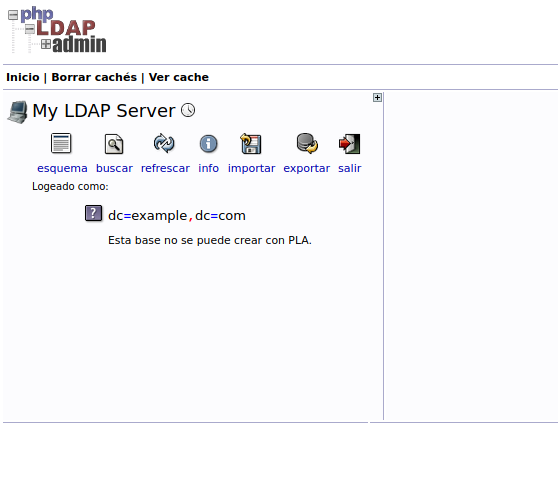 php
LDAP
admin
Inicio | Borrar cachés | Ver cache
My LDAP Server
esquema buscar refrescar info importar exportar salir
Logeado como:
dc=example,dc=com
Esta base no se puede crear con PLA.